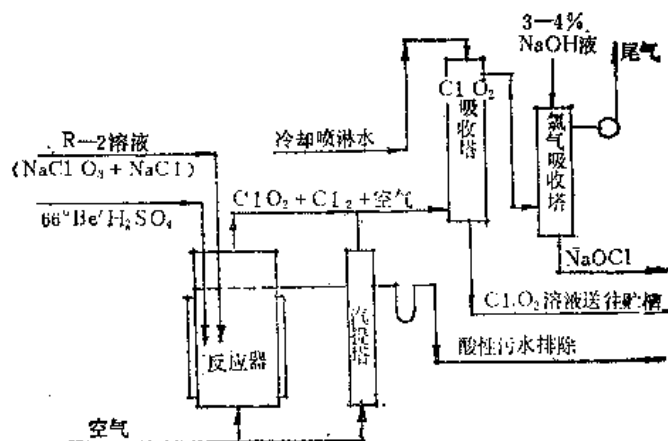 3—4%
NaOH液
尾气
ClO₂
吸收塔
氯气吸收塔
冷却喷淋水
R—2溶液
(NaClO₃+NaCl)
66°Be′H₂SO₄
ClO₂+Cl₂+空气
NaOCl
ClO₂溶液送往贮槽
汽提塔
反应器
酸性污水排除
空气